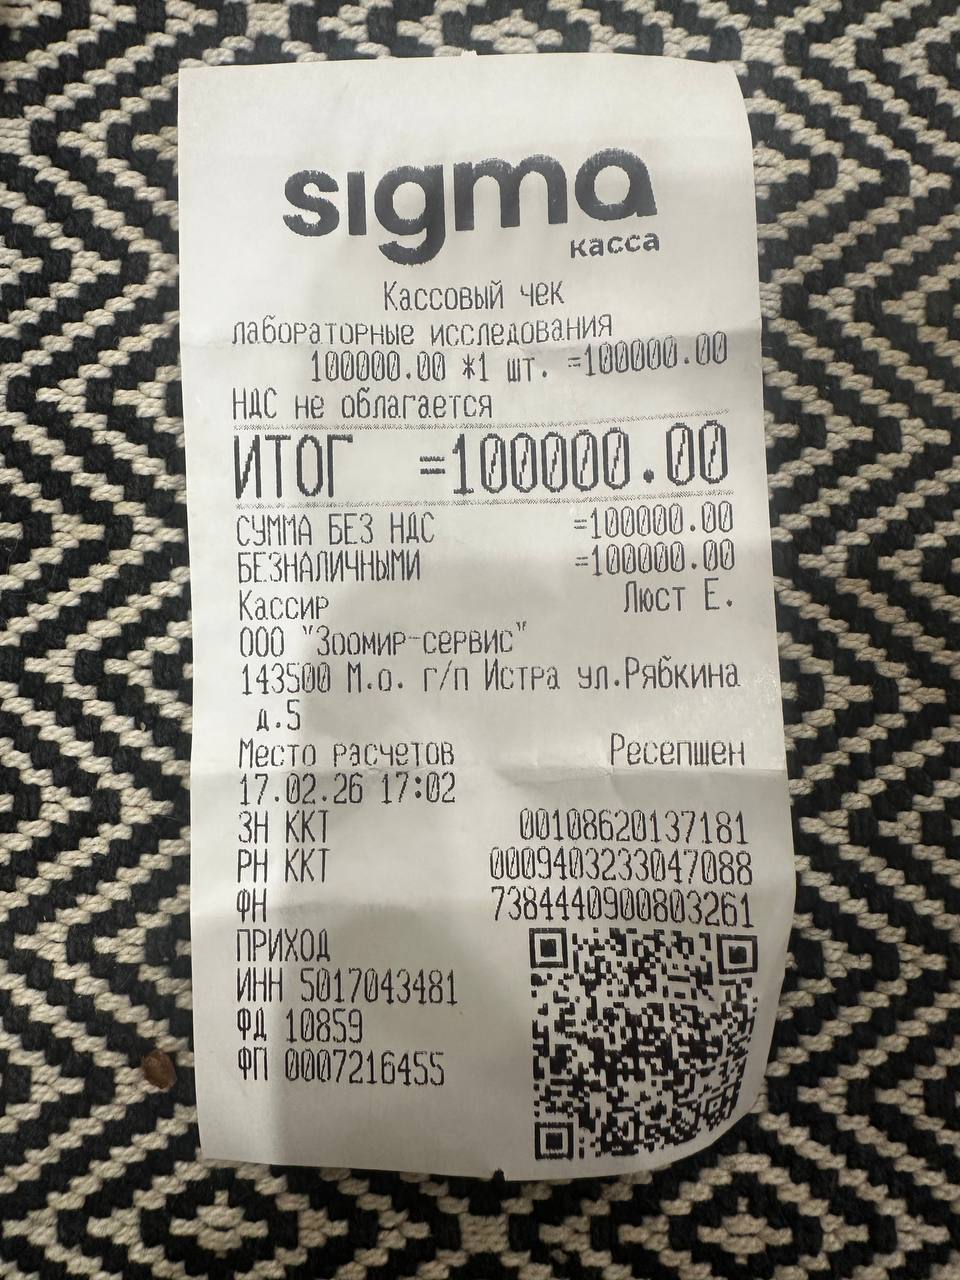 sigma
касса
Кассовый чек
лабораторные исследования
100000.00 *1 шт. =100000.00
НДС не облагается
ИТОГ =100000.00
СУММА БЕЗ НДС =100000.00
БЕЗНАЛИЧНЫМИ =100000.00
Кассир Люст Е.
ООО "Зоомир-сервис"
143500 М.о. г/п Истра ул.Рябкина
д.5
Место расчетов Ресепшен
17.02.26 17:02
ЗН ККТ 00108620137181
РН ККТ 0009403233047088
ФН 7384440900803261
ПРИХОД
ИНН 5017043481
ФД 10859
ФП 0007216455